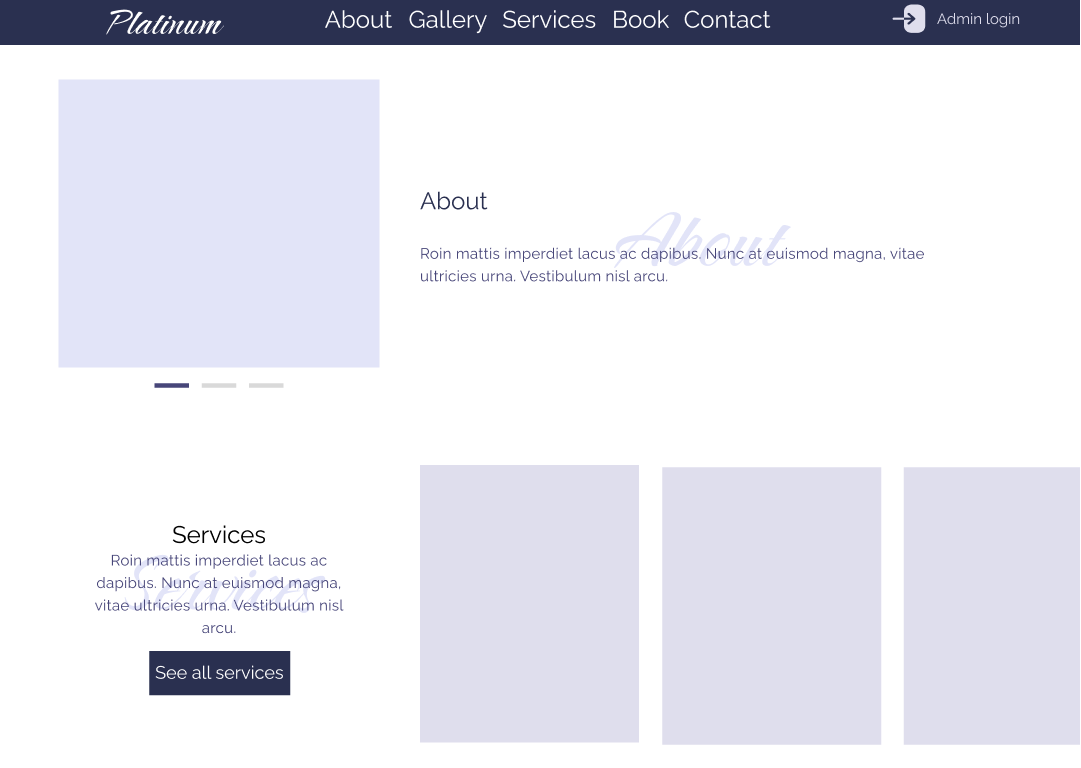 Platinum
About Gallery Services Book Contact
Admin login
About
About
Roin mattis imperdiet lacus ac dapibus. Nunc at euismod magna, vitae
ultricies urna. Vestibulum nisl arcu.
Services
Services
Roin mattis imperdiet lacus ac
dapibus. Nunc at euismod magna,
vitae ultricies urna. Vestibulum nisl
arcu.
See all services